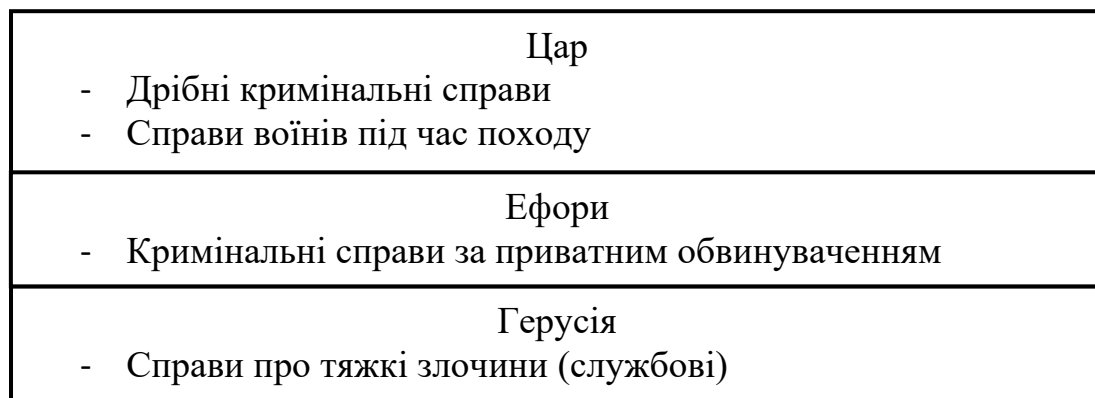 Цар
- Дрібні кримінальні справи
- Справи воїнів під час походу
Ефори
- Кримінальні справи за приватним обвинуваченням
Герусія
- Справи про тяжкі злочини (службові)